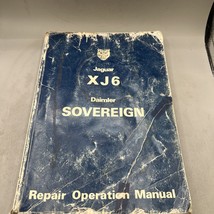 Jaguar
XJ6
Daimler
SOVEREIGN
Repair Operation Manual